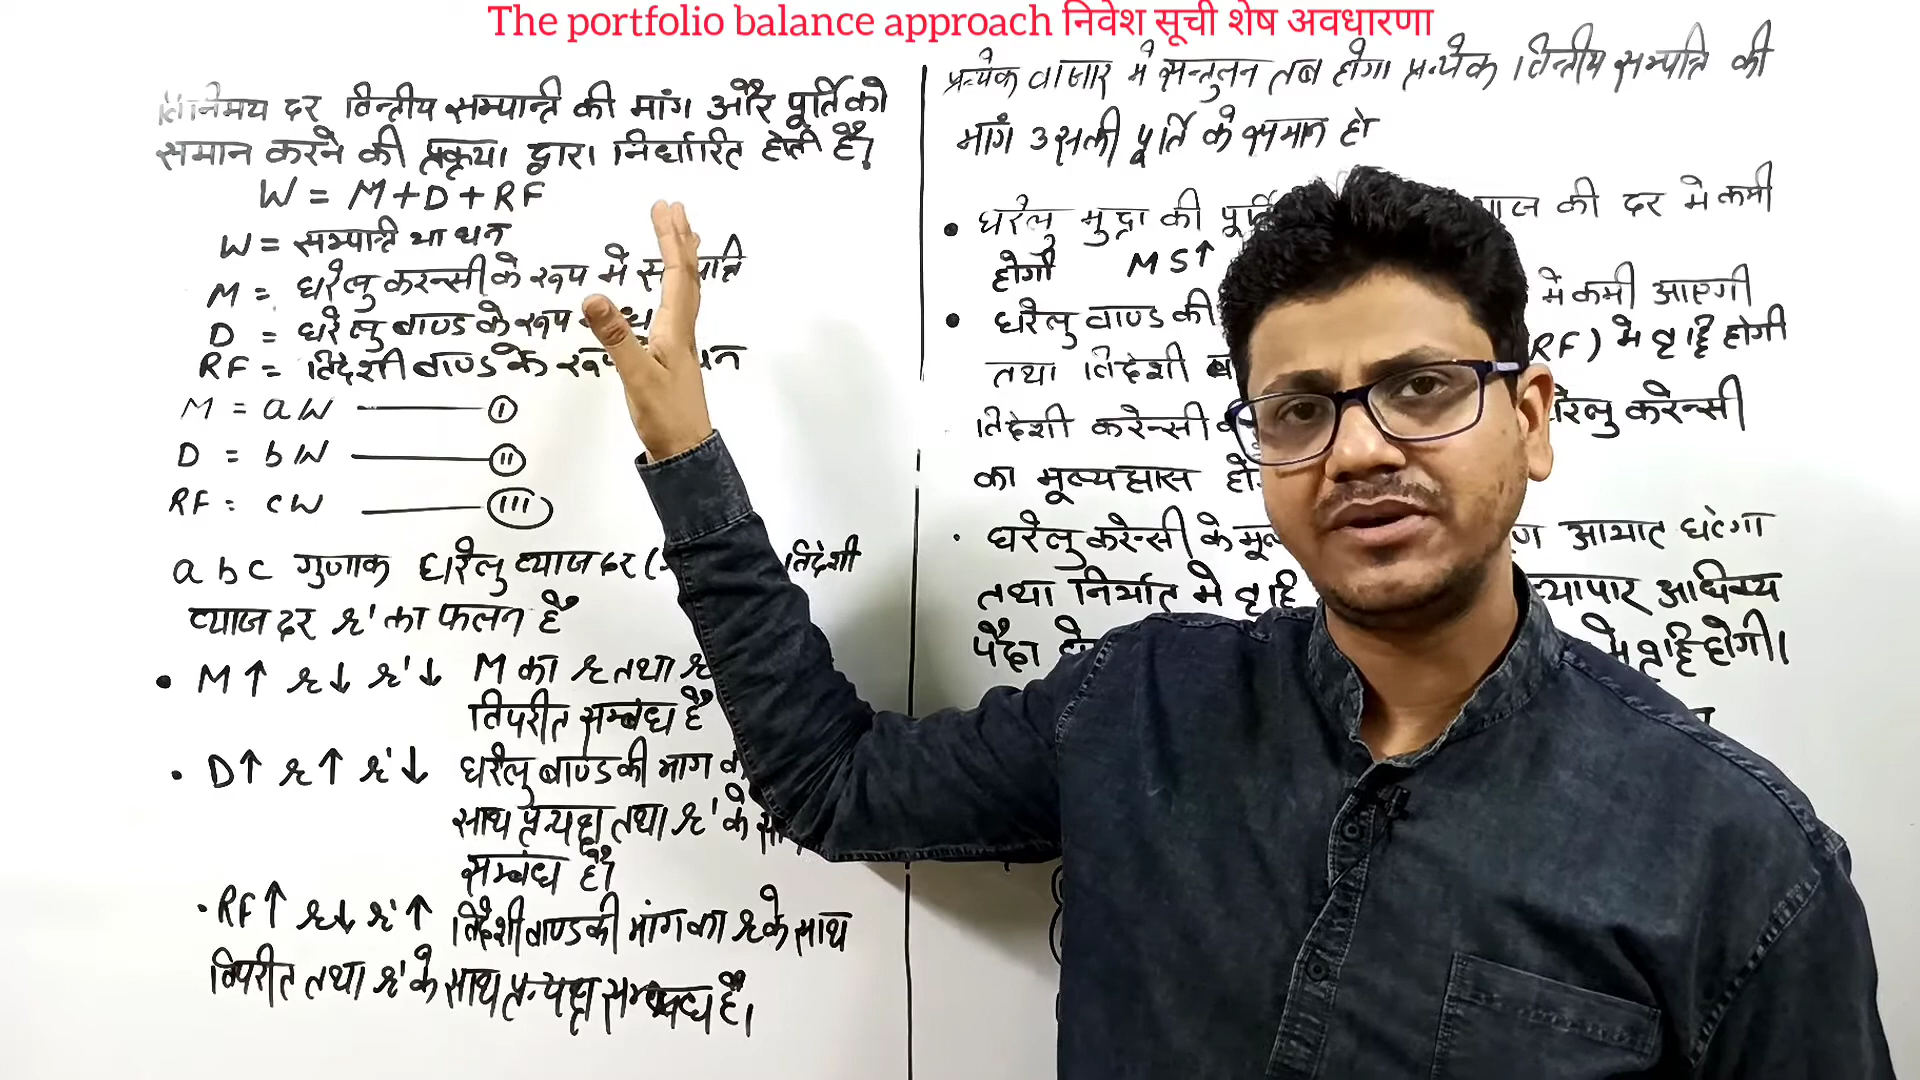 The portfolio balance approach निवेश सूची शेष अवधारणा
विनिमय दर वित्तीय सम्पत्ति की मांग और पूर्ति को
समान करने की प्रकृया द्वारा निर्धारित होती है।
W = M+D+RF
W = सम्पत्ति या धन
M = घरेलु करन्सी के रूप में
D = घरेलु बाण्ड के रूप
RF = विदेशी बाण्ड के
M = aW ① 
D = bW ⑪
RF = cW (III)
a b c गुणाक घरेलु व्याज दर ( विदेशी
व्याज दर r' का फलन है
• M↑ r↓ r'↓ M का r तथा
विपरीत सम्बंध है
• D↑ r↑ r'↓ घरेलु बाण्ड की माग
साथ प्रत्यक्ष तथा r' के
सम्बंध है।
• RF↑ r↓ r'↑ विदेशी बाण्ड की मांग का r के साथ
विपरीत तथा r' के साथ प्रत्यक्ष सम्बंध है।
प्रत्येक बाजार मे सन्तुलन तब होगा प्रत्येक वित्तीय सम्पत्ति की
मांग उसकी पूर्ति के समान हो
• घरेलु मुद्रा की पूर्ति की दर मे कमी
होगी MS↑
• घरेलु बाण्ड की मे कमी आएगी
तथा विदेशी RF) मे वृद्धि होगी
विदेशी करेन्सी घरेलु करेन्सी
का मूल्यह्रास
• घरेलु करेन्सी के आयात घटेगा
तथा निर्यात मे वृद्धि व्यापार आधिक्य
पैदा मे वृद्धि होगी।